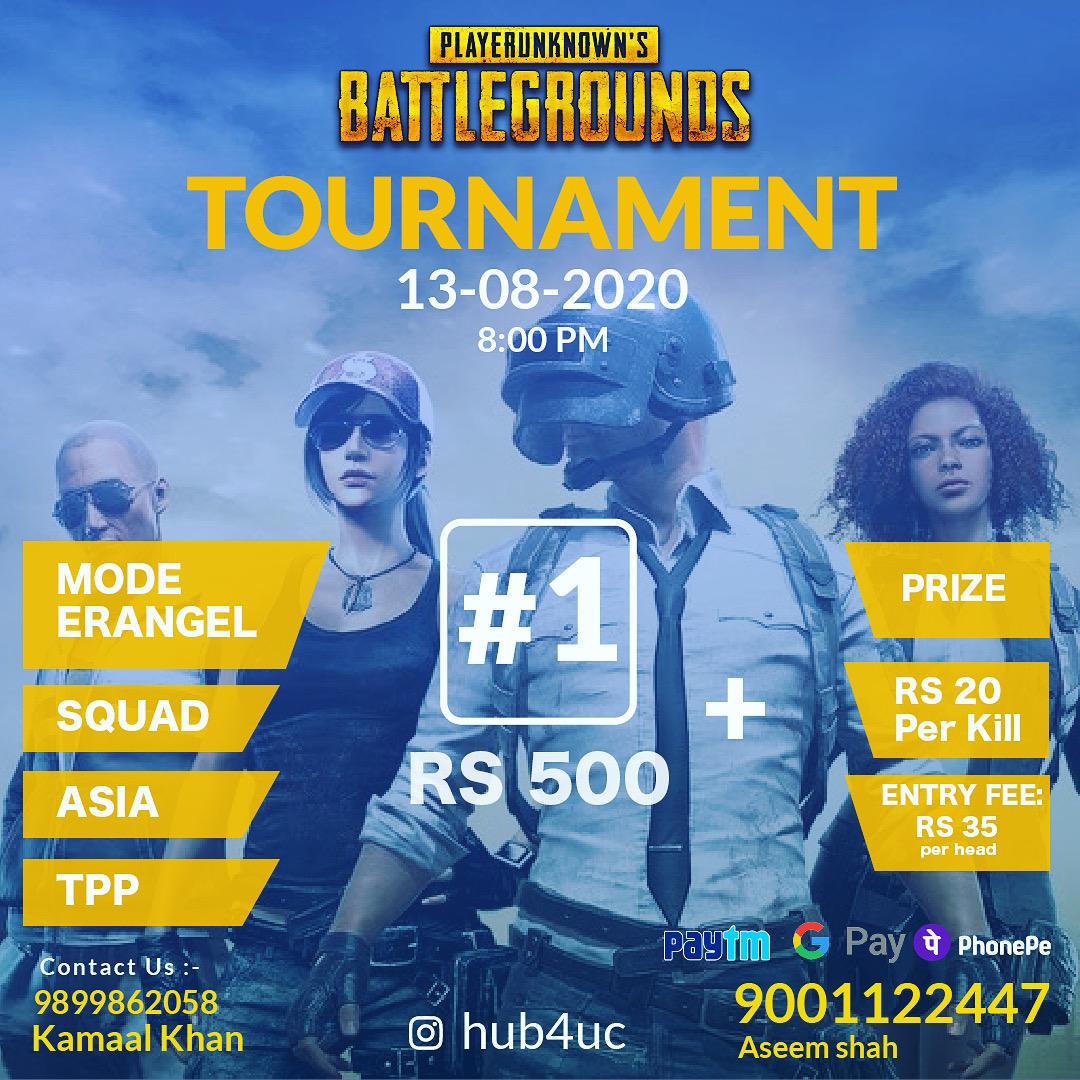 PLAYERUNKNOWN'S
BATTLEGROUNDS
TOURNAMENT
13-08-2020
8:00 PM
MODE
ERANGEL
SQUAD
ASIA
TPP
#1
RS 500
+
PRIZE
RS 20
Per Kill
ENTRY FEE:
RS 35
per head
paytm G Pay पे PhonePe
Contact Us :-
9899862058
Kamaal Khan
hub4uc
9001122447
Aseem shah